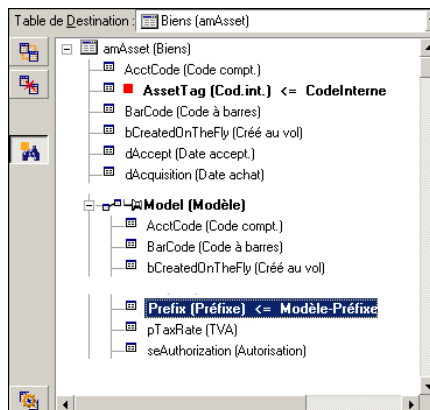 Table de Destination : Biens (amAsset)
amAsset (Biens)
AcctCode (Code compt.)
AssetTag (Cod.int.) <= CodeInterne
BarCode (Code à barres)
bCreatedOnTheFly (Créé au vol)
dAccept (Date accept.)
dAcquisition (Date achat)
Model (Modèle)
AcctCode (Code compt.)
BarCode (Code à barres)
bCreatedOnTheFly (Créé au vol)
Prefix (Préfixe) <= Modèle-Préfixe
pTaxRate (TVA)
seAuthorization (Autorisation)